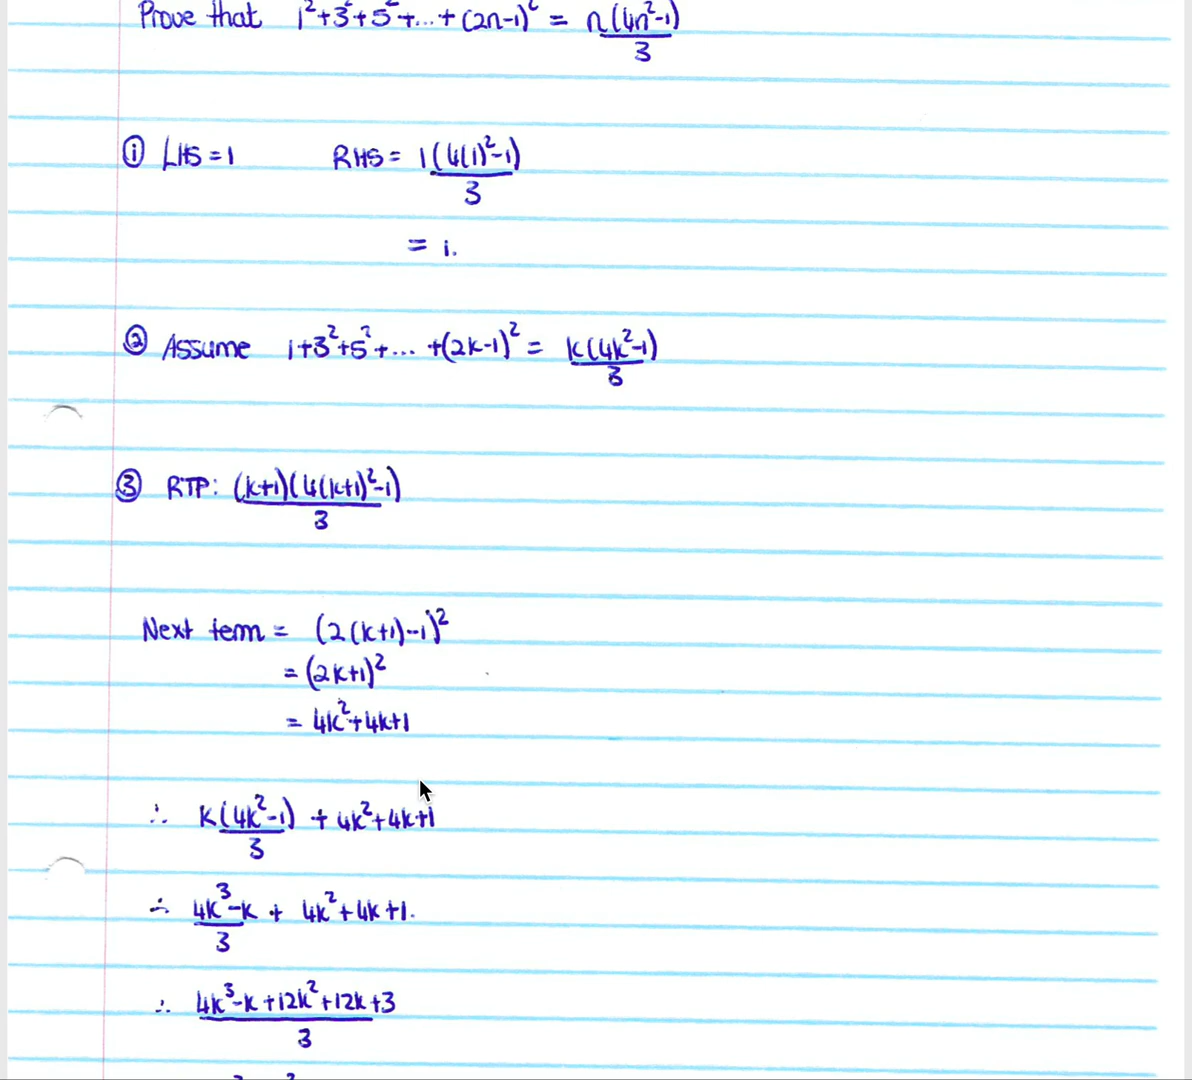 Prove that 1²+3²+5²+...+(2n-1)² = n(4n²-1)/3
① LHS=1 RHS= 1(4(1)²-1)/3
= 1.
② Assume 1+3²+5²+... +(2k-1)² = k(4k²-1)/3
③ RTP: (k+1)(4(k+1)²-1)/3
Next term = (2(k+1)-1)²
= (2k+1)²
= 4k²+4k+1
∴ k(4k²-1)/3 + 4k²+4k+1
∴ (4k³-k)/3 + 4k²+4k+1.
∴ (4k³-k+12k²+12k+3)/3